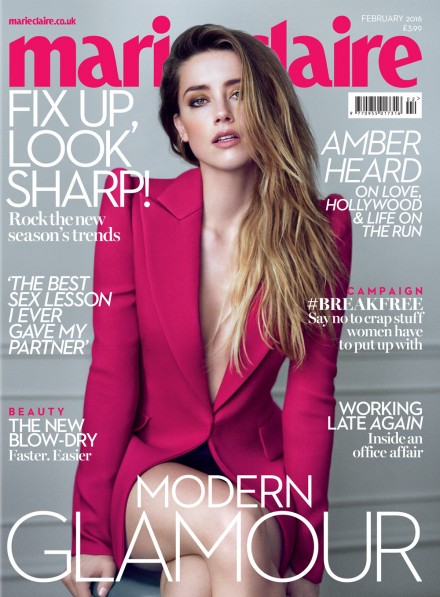 marieclaire.co.uk
FEBRUARY 2016
£3.99
marie claire
02
FIX UP,
LOOK
SHARP!
Rock the new
season's trends
AMBER
HEARD
ON LOVE,
HOLLYWOOD
& LIFE ON
THE RUN
'THE BEST
SEX LESSON
I EVER
GAVE MY
PARTNER'
CAMPAIGN
#BREAKFREE
Say no to crap stuff
women have
to put up with
BEAUTY
THE NEW
BLOW-DRY
Faster. Easier
WORKING
LATE AGAIN
Inside an
office affair
MODERN
GLAMOUR